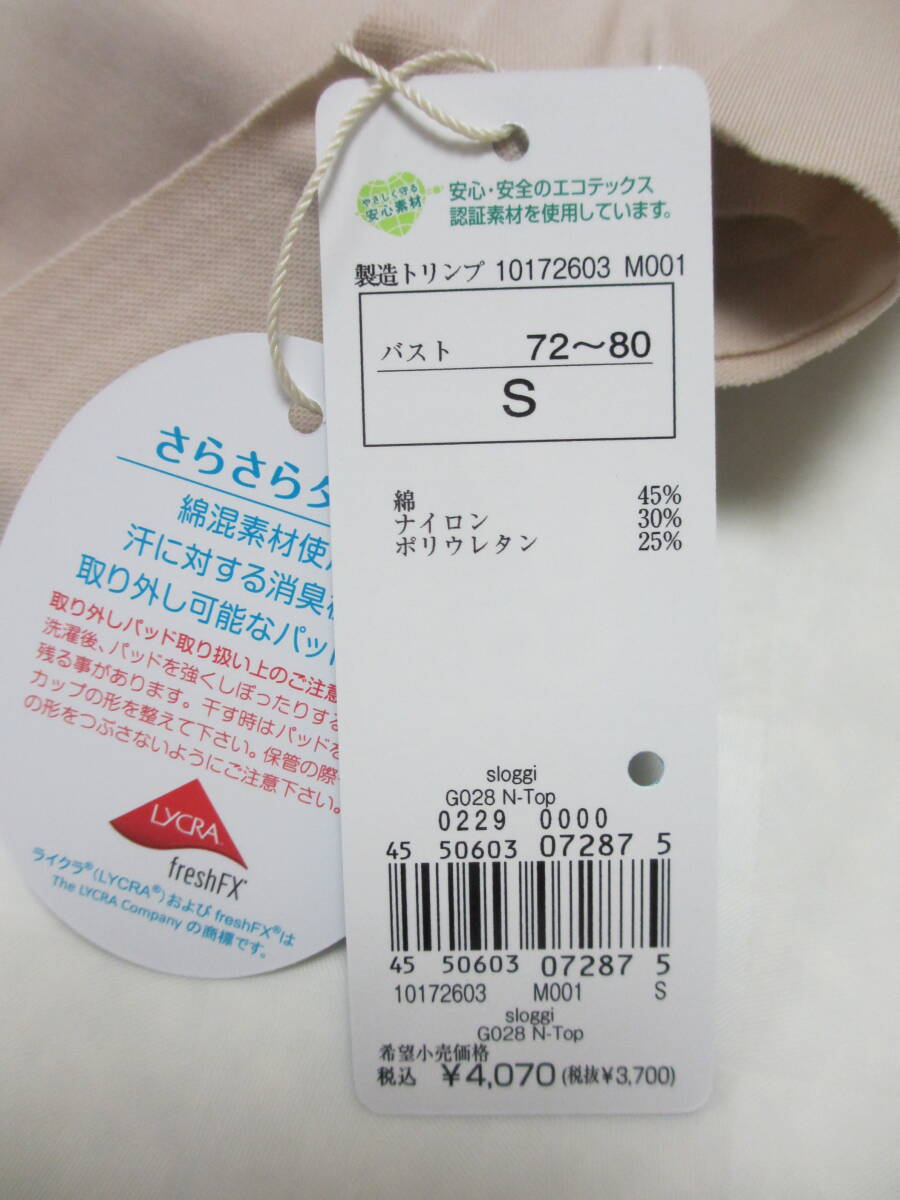 やさしく守る
安心素材
安心・安全のエコテックス
認証素材を使用しています。
製造トリンプ 10172603 M001
バスト 72～80
S
綿 45%
ナイロン 30%
ポリウレタン 25%
sloggi
G028 N-Top
0229 0000
45 50603 07287 5
45 50603 07287 5
10172603 M001 S
sloggi
G028 N-Top
希望小売価格
税込 ¥4,070 (税抜¥3,700)
さらさら
綿混素材使
汗に対する消臭
取り外し可能なパッ
取り外しパッド取り扱い上のご注意
洗濯後、パッドを強くしぼったりする
残る事があります。干す時はパッドを
カップの形を整えて下さい。保管の際
の形をつぶさないようにご注意下さい。
LYCRA
freshFX
ライクラ®(LYCRA®)および freshFX®は
The LYCRA Company の商標です。